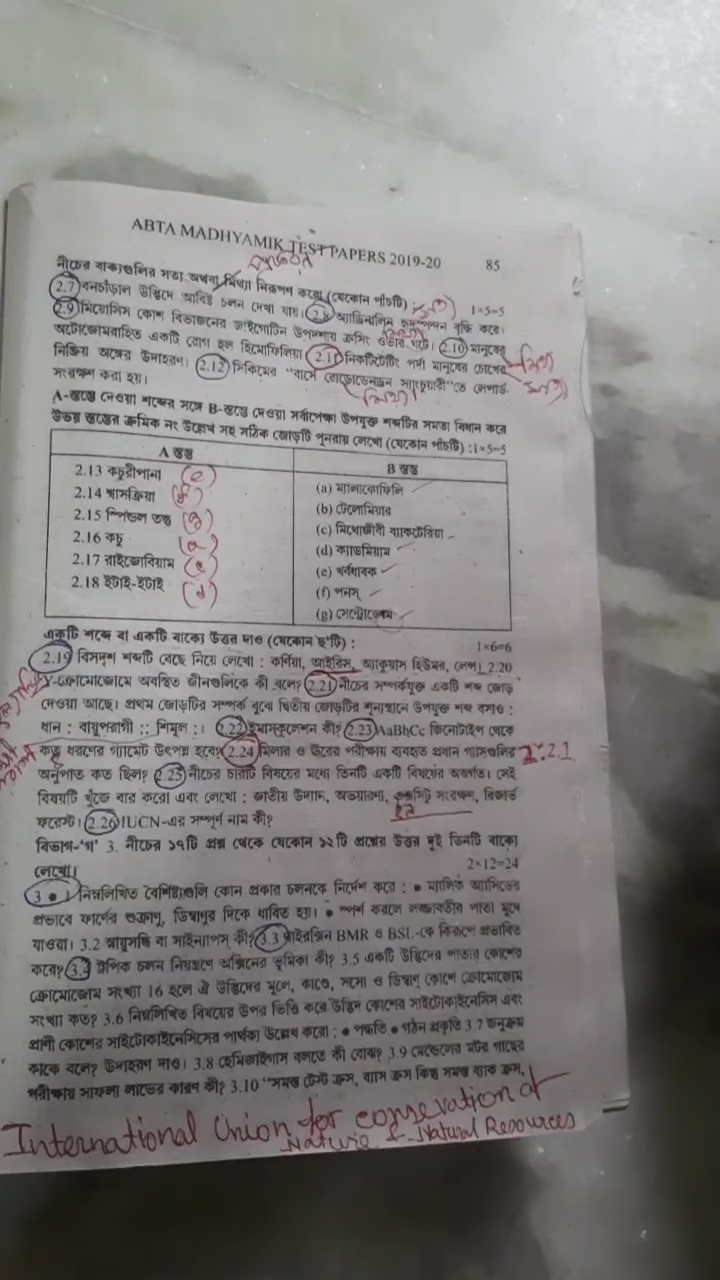 ABTA MADHYAMIK TEST PAPERS 2019-20 85
নীচের বাক্যগুলির সত্য অথবা মিথ্যা নিরূপণ করো (যেকোন পাঁচটি) : 1×5=5
2.7 বনচাঁড়াল উদ্ভিদে আবিষ্ট চলন দেখা যায়। 2.8 অ্যাড্রিনালিন হৃদস্পন্দন বৃদ্ধি করে।
2.9 মিয়োসিস কোশ বিভাজনের জাইগোটিন উপদশায় ক্রসিং ওভার ঘটে। 2.10 মানুষের
অটোজোমবাহিত একটি রোগ হল হিমোফিলিয়া। 2.11 নিকটিটেটিং পর্দা মানুষের চোখের
নিষ্ক্রিয় অঙ্গের উদাহরণ। 2.12 সিকিমের "বার্সে রোডোডেনড্রন স্যাংচুয়ারী"তে লেপার্ড
সংরক্ষণ করা হয়। মিথ্যা
A-স্তম্ভে দেওয়া শব্দের সঙ্গে B-স্তম্ভে দেওয়া সর্বাপেক্ষা উপযুক্ত শব্দটির সমতা বিধান করে
উভয় স্তম্ভের ক্রমিক নং উল্লেখ সহ সঠিক জোড়টি পুনরায় লেখো (যেকোন পাঁচটি) : 1×5=5
A স্তম্ভ B স্তম্ভ
2.13 কচুরীপানা (e) (a) ম্যালাকোফিলি
2.14 শ্বাসক্রিয়া (f) (b) টেলোমিয়ার
2.15 স্পিন্ডল তন্তু (g) (c) মিথোজীবী ব্যাকটেরিয়া
2.16 কচু (a) (d) ক্যাডমিয়াম
2.17 রাইজোবিয়াম (c) (e) খর্বধাবক
2.18 ইটাই-ইটাই (d) (f) পনস্
(g) সেন্ট্রোজোম
একটি শব্দে বা একটি বাক্যে উত্তর দাও (যেকোন ছ'টি) : 1×6=6
2.19 বিসদৃশ শব্দটি বেছে নিয়ে লেখো : কর্ণিয়া, আইরিস, অ্যাকুয়াস হিউমর, লেন্স। 2.20
Y-ক্রোমোজোমে অবস্থিত জীনগুলিকে কী বলে? 2.21 নীচের সম্পর্কযুক্ত একটি শব্দ জোড়
দেওয়া আছে। প্রথম জোড়টির সম্পর্ক বুঝে দ্বিতীয় জোড়টির শূন্যস্থানে উপযুক্ত শব্দ বসাও :
ধান : বায়ুপরাগী :: শিমূল : । 2.22 ইমাসকুলেশন কী? 2.23 AaBbCc জিনোটাইপ থেকে
কত ধরণের গ্যামেট উৎপন্ন হবে? 2.24 মিলার ও উরের পরীক্ষায় ব্যবহৃত প্রধান গ্যাসগুলির 2:2:1
অনুপাত কত ছিল? 2.25 নীচের চারটি বিষয়ের মধ্যে তিনটি একটি বিষয়ের অন্তর্গত। সেই
বিষয়টি খুঁজে বার করো এবং লেখো : জাতীয় উদ্যান, অভয়ারণ্য, সিটু সংরক্ষণ, রিজার্ভ
ফরেস্ট। 2.26 IUCN-এর সম্পূর্ণ নাম কী?
বিভাগ-'গ' 3. নীচের ১৭টি প্রশ্ন থেকে যেকোন ১২টি প্রশ্নের উত্তর দুই তিনটি বাক্যে
লেখো। 2×12=24
3.1 নিম্নলিখিত বৈশিষ্ট্যগুলি কোন প্রকার চলনকে নির্দেশ করে : • ম্যালিক অ্যাসিডের
প্রভাবে ফার্ণের শুক্রাণু, ডিম্বাণুর দিকে ধাবিত হয়। • স্পর্শ করলে লজ্জাবতীর পাতা মুদে
যাওয়া। 3.2 স্নায়ুসন্ধি বা সাইন্যাপস্ কী? 3.3 থাইরক্সিন BMR ও BSL-কে কিরূপে প্রভাবিত
করে? ট্রপিক চলন নিয়ন্ত্রণে অক্সিনের ভূমিকা কী? 3.5 একটি উদ্ভিদের পাতার কোশের
ক্রোমোজোম সংখ্যা 16 হলে ঐ উদ্ভিদের মূলে, কাণ্ডে, সস্যে ও ডিম্বাণু কোশে ক্রোমোজোম
সংখ্যা কত? 3.6 নিম্নলিখিত বিষয়ের উপর ভিত্তি করে উদ্ভিদ কোশের সাইটোকাইনেসিস এবং
প্রাণী কোশের সাইটোকাইনেসিসের পার্থক্য উল্লেখ করো : • পদ্ধতি • গঠন প্রকৃতি 3.7
কাকে বলে? উদাহরণ দাও। 3.8 হেমিজাইগাস বলতে কী বোঝ? 3.9 মেন্ডেলের মটর গাছের
পরীক্ষায় সাফল্য লাভের কারণ কী? 3.10 "সমস্ত টেস্ট ক্রস, ব্যাস ক্রস কিন্তু সমস্ত ব্যাক ক্রস,
International Union for consevation of
Nature & Natural Resources